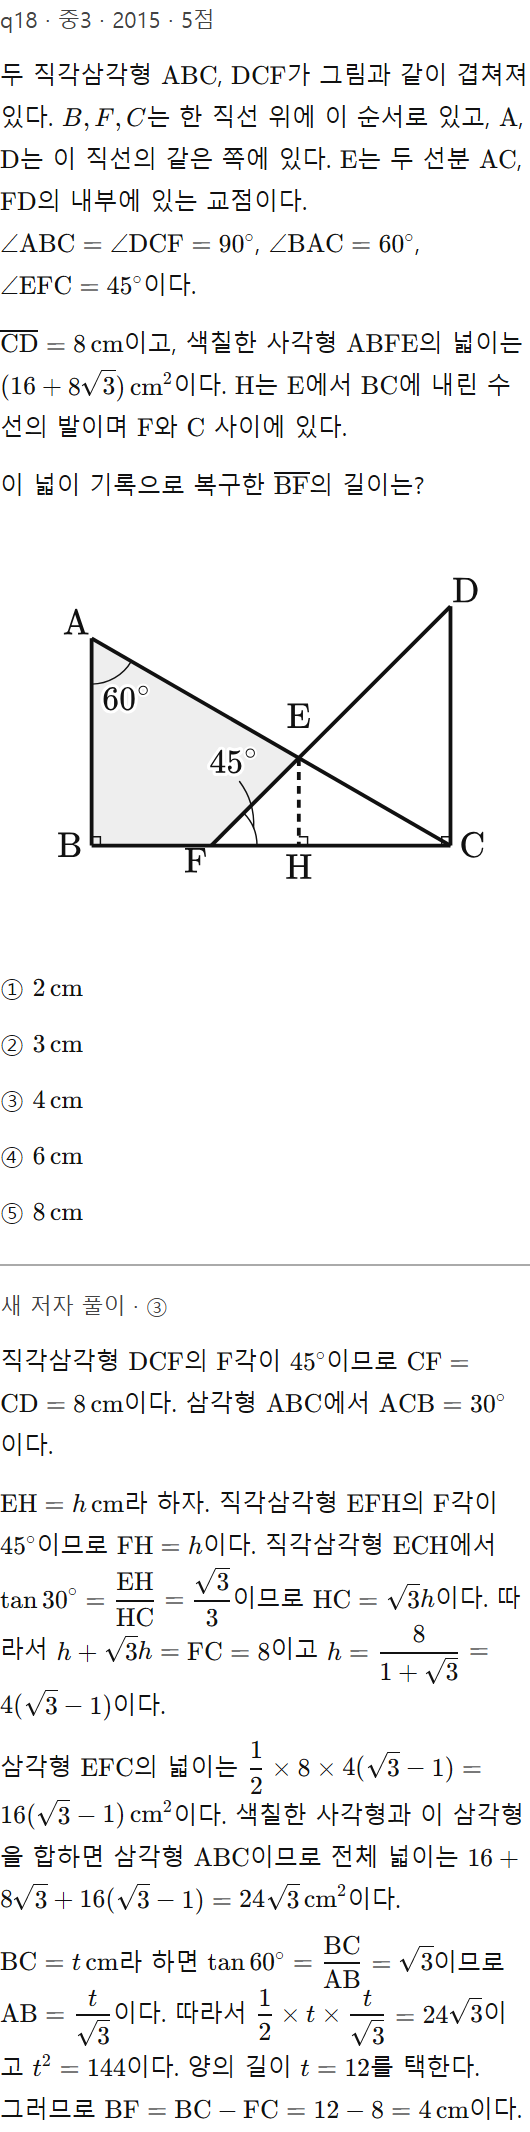 q18 · 중3 · 2015 · 5점
두 직각삼각형 ABC, DCF가 그림과 같이 겹쳐져
있다. B, F, C는 한 직선 위에 이 순서로 있고, A,
D는 이 직선의 같은 쪽에 있다. E는 두 선분 AC,
FD의 내부에 있는 교점이다.
∠ABC = ∠DCF = 90°, ∠BAC = 60°,
∠EFC = 45°이다.
\overline{CD} = 8 cm이고, 색칠한 사각형 ABFE의 넓이는
(16 + 8√3) cm²이다. H는 E에서 BC에 내린 수
선의 발이며 F와 C 사이에 있다.
이 넓이 기록으로 복구한 \overline{BF}의 길이는?
D
A
60°
E
45°
B
F
H
C
① 2 cm
② 3 cm
③ 4 cm
④ 6 cm
⑤ 8 cm
새 저자 풀이 · ③
직각삼각형 DCF의 F각이 45°이므로 CF =
CD = 8 cm이다. 삼각형 ABC에서 ACB = 30°
이다.
EH = h cm라 하자. 직각삼각형 EFH의 F각이
45°이므로 FH = h이다. 직각삼각형 ECH에서
tan 30° = \frac{EH}{HC} = \frac{√3}{3}이므로 HC = √3h이다. 따
라서 h + √3h = FC = 8이고 h = \frac{8}{1 + √3} =
4(√3 − 1)이다.
삼각형 EFC의 넓이는 \frac{1}{2} × 8 × 4(√3 − 1) =
16(√3 − 1) cm²이다. 색칠한 사각형과 이 삼각형
을 합하면 삼각형 ABC이므로 전체 넓이는 16 +
8√3 + 16(√3 − 1) = 24√3 cm²이다.
BC = t cm라 하면 tan 60° = \frac{BC}{AB} = √3이므로
AB = \frac{t}{√3}이다. 따라서 \frac{1}{2} × t × \frac{t}{√3} = 24√3이
고 t² = 144이다. 양의 길이 t = 12를 택한다.
그러므로 BF = BC − FC = 12 − 8 = 4 cm이다.